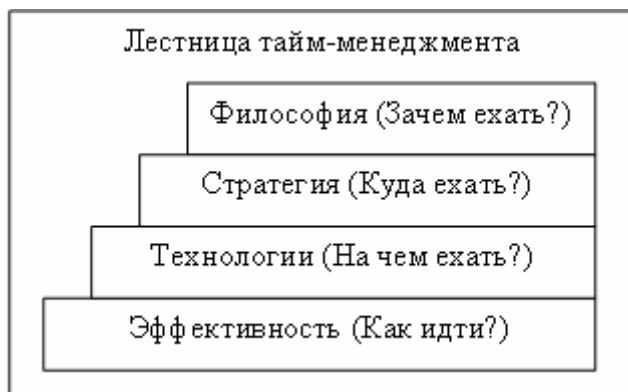 Лестница тайм-менеджмента
Философия (Зачем ехать?)
Стратегия (Куда ехать?)
Технологии (На чем ехать?)
Эффективность (Как идти?)